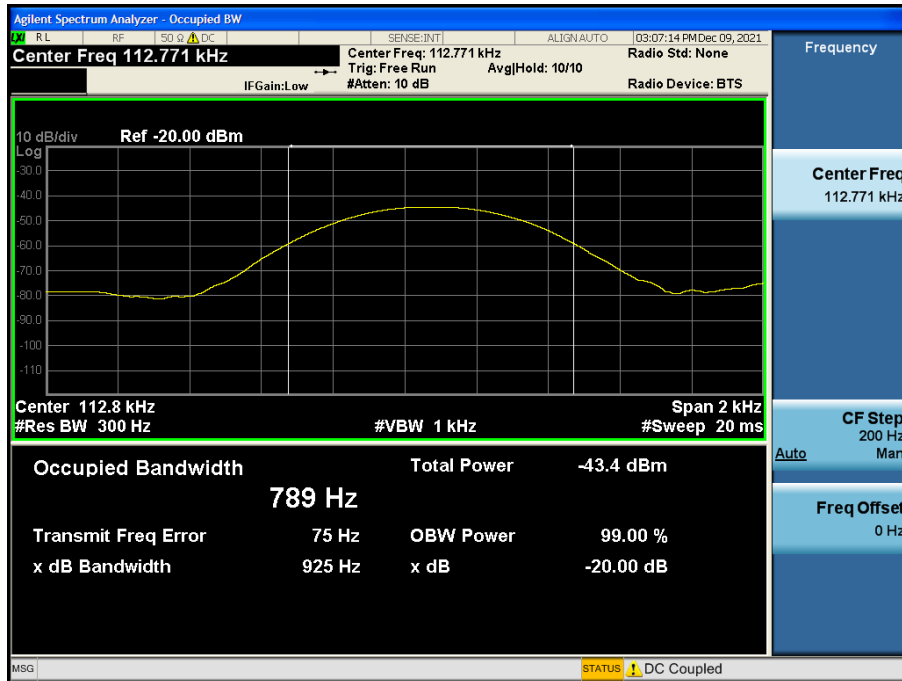 Agilent Spectrum Analyzer - Occupied BW
LXI RL RF 50 Ω DC SENSE:INT ALIGN AUTO 03:07:14 PM Dec 09, 2021
Center Freq 112.771 kHz
Center Freq: 112.771 kHz
Radio Std: None
Trig: Free Run Avg|Hold: 10/10
IFGain:Low
#Atten: 10 dB
Radio Device: BTS
10 dB/div Ref -20.00 dBm
Log
-30.0
-40.0
-50.0
-60.0
-70.0
-80.0
-90.0
-100
-110
Center 112.8 kHz Span 2 kHz
#Res BW 300 Hz #VBW 1 kHz #Sweep 20 ms
Occupied Bandwidth Total Power -43.4 dBm
789 Hz
Transmit Freq Error 75 Hz OBW Power 99.00 %
x dB Bandwidth 925 Hz x dB -20.00 dB
Frequency
Center Freq
112.771 kHz
CF Step
200 Hz
Auto Man
Freq Offset
0 Hz
MSG STATUS DC Coupled